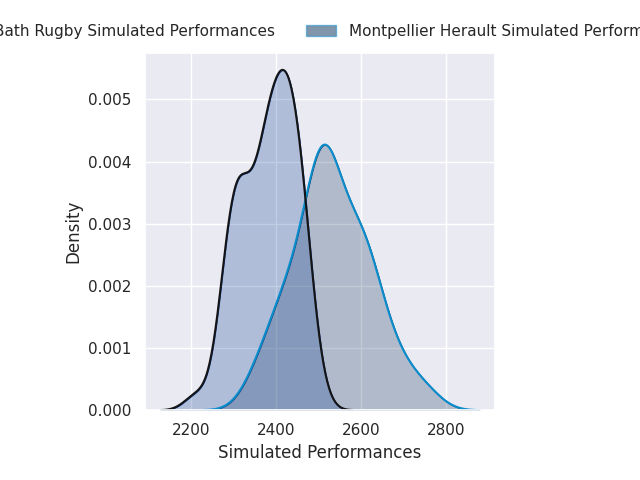 Bath Rugby Simulated Performances
Montpellier Herault Simulated Perform
0.005
0.004
0.003
0.002
0.001
0.000
Density
2200 2400 2600 2800
Simulated Performances